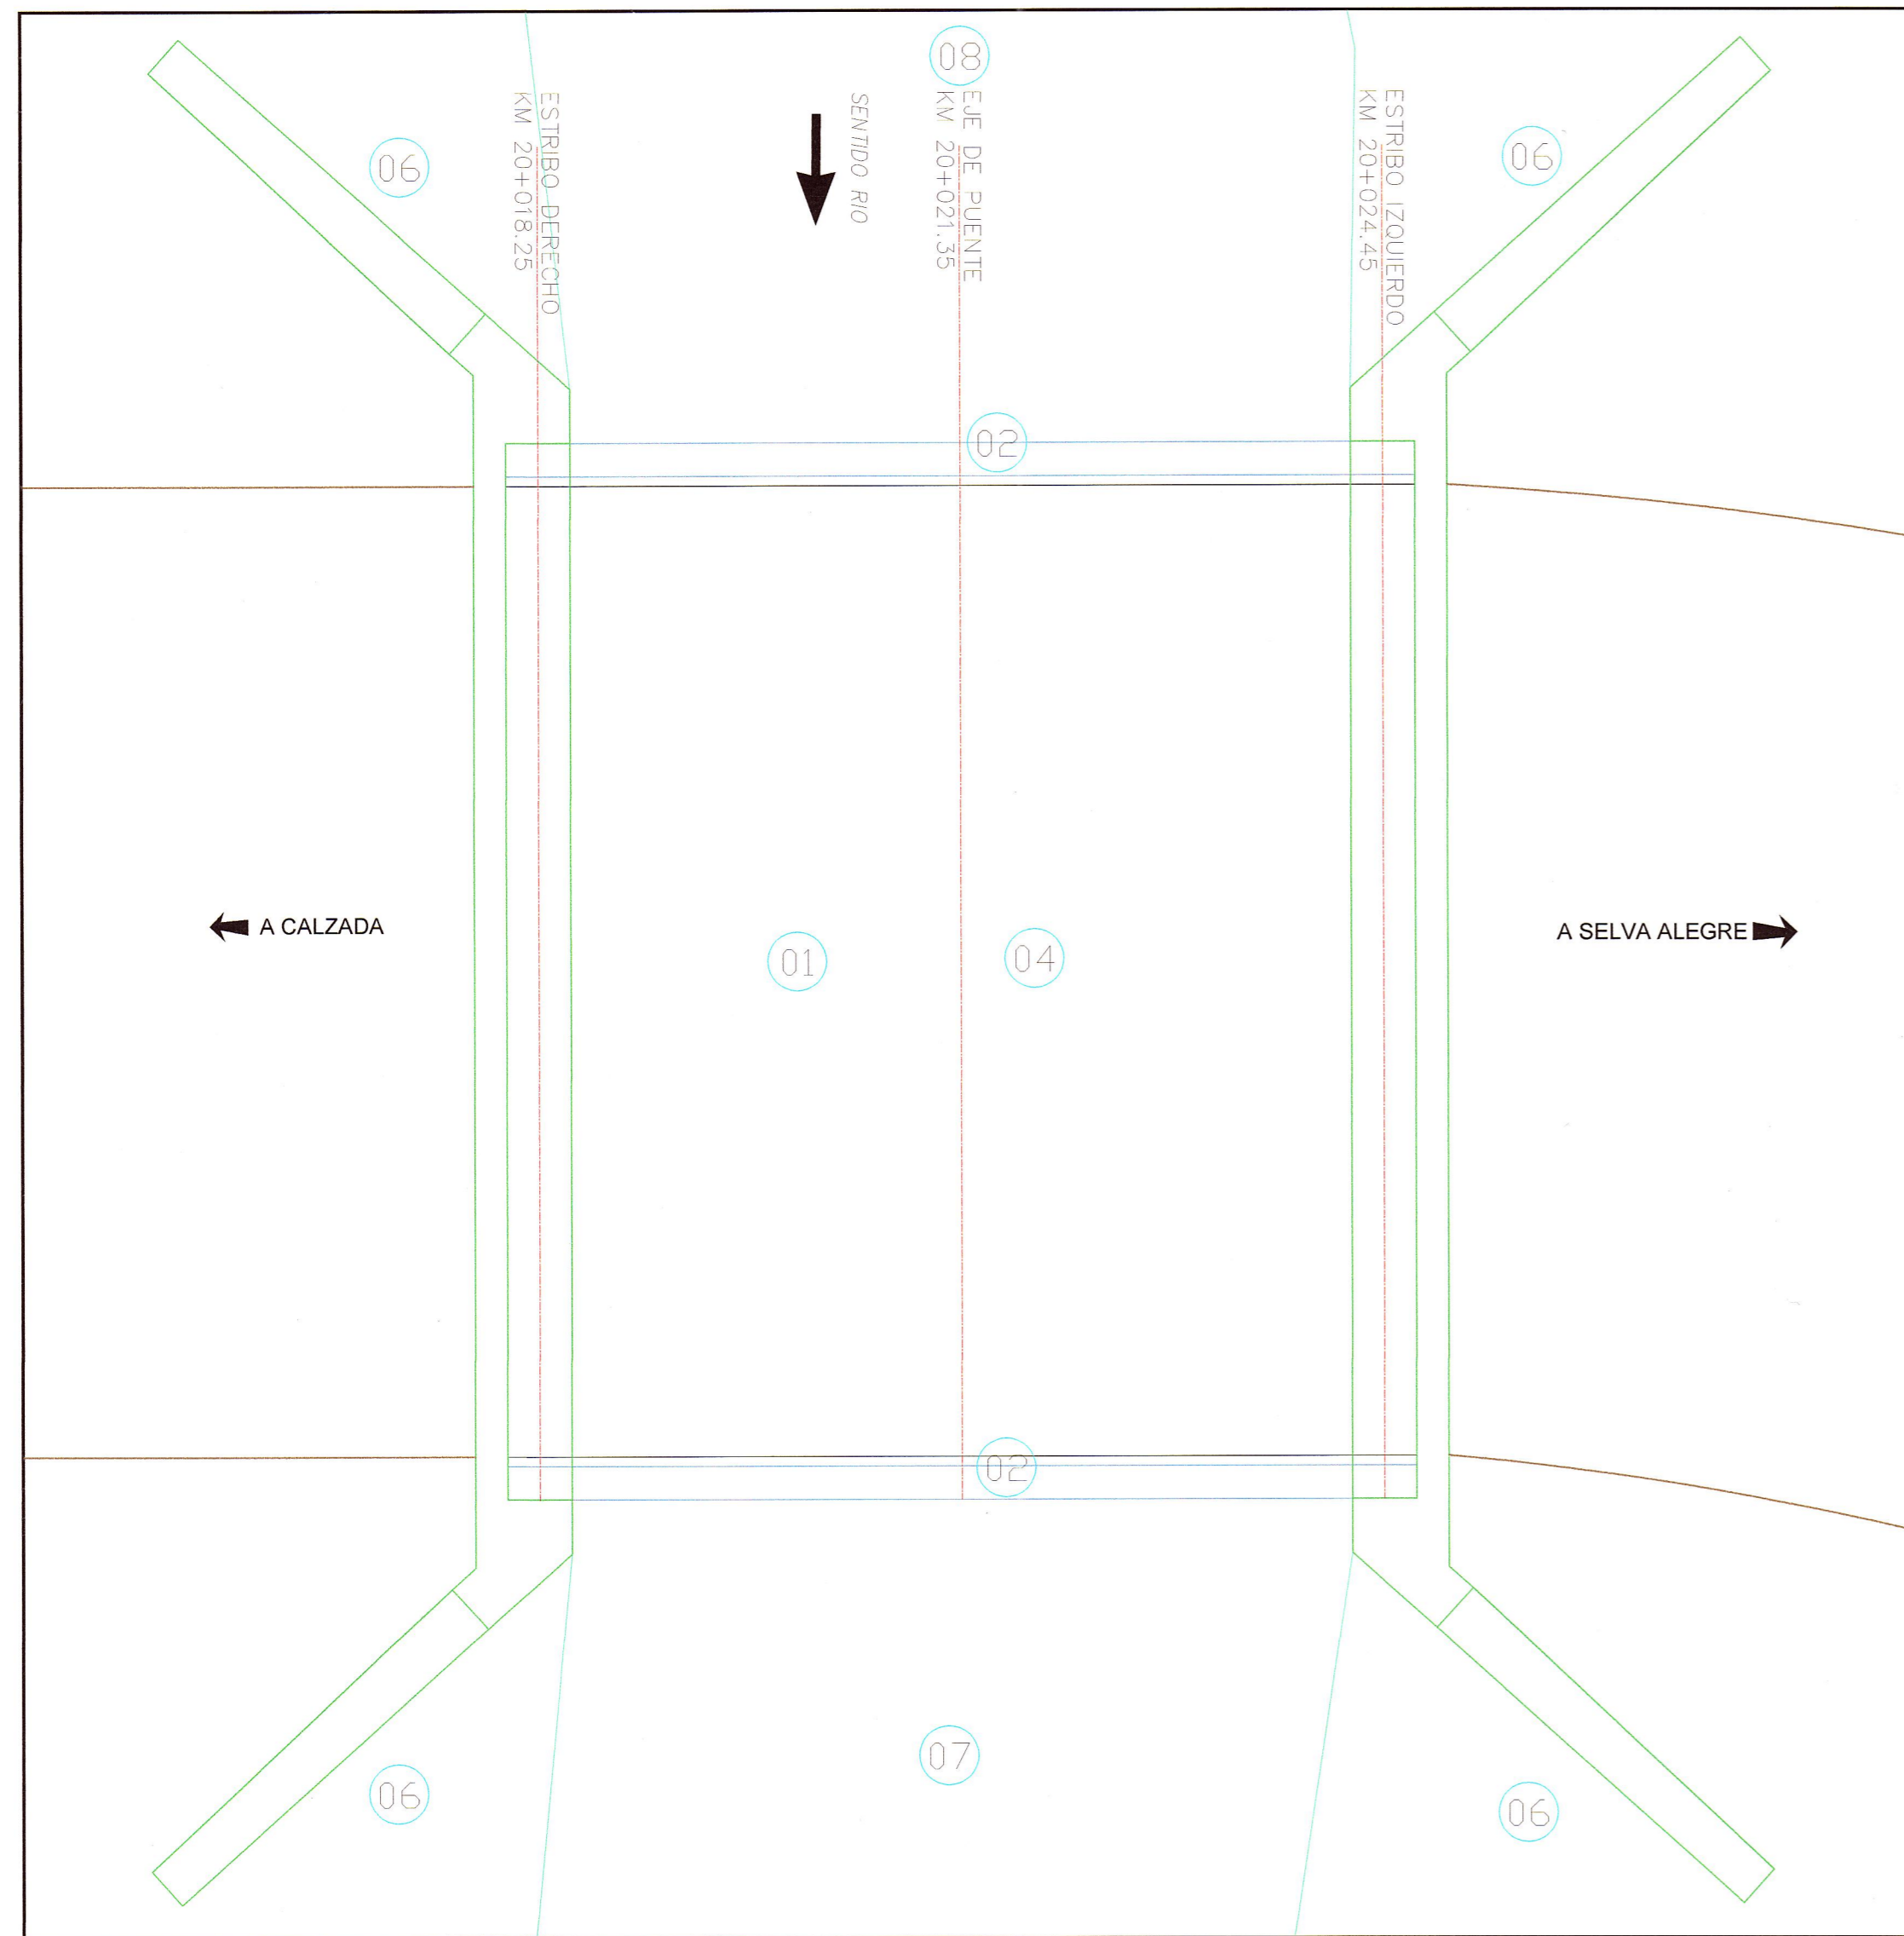 08
ESTRIBO DERECHO
KM 20+018.25
SENTIDO RIO
EJE DE PUENTE
KM 20+021.35
ESTRIBO IZQUIERDO
KM 20+024.45
06
06
02
A CALZADA
01
04
A SELVA ALEGRE
02
07
06
06